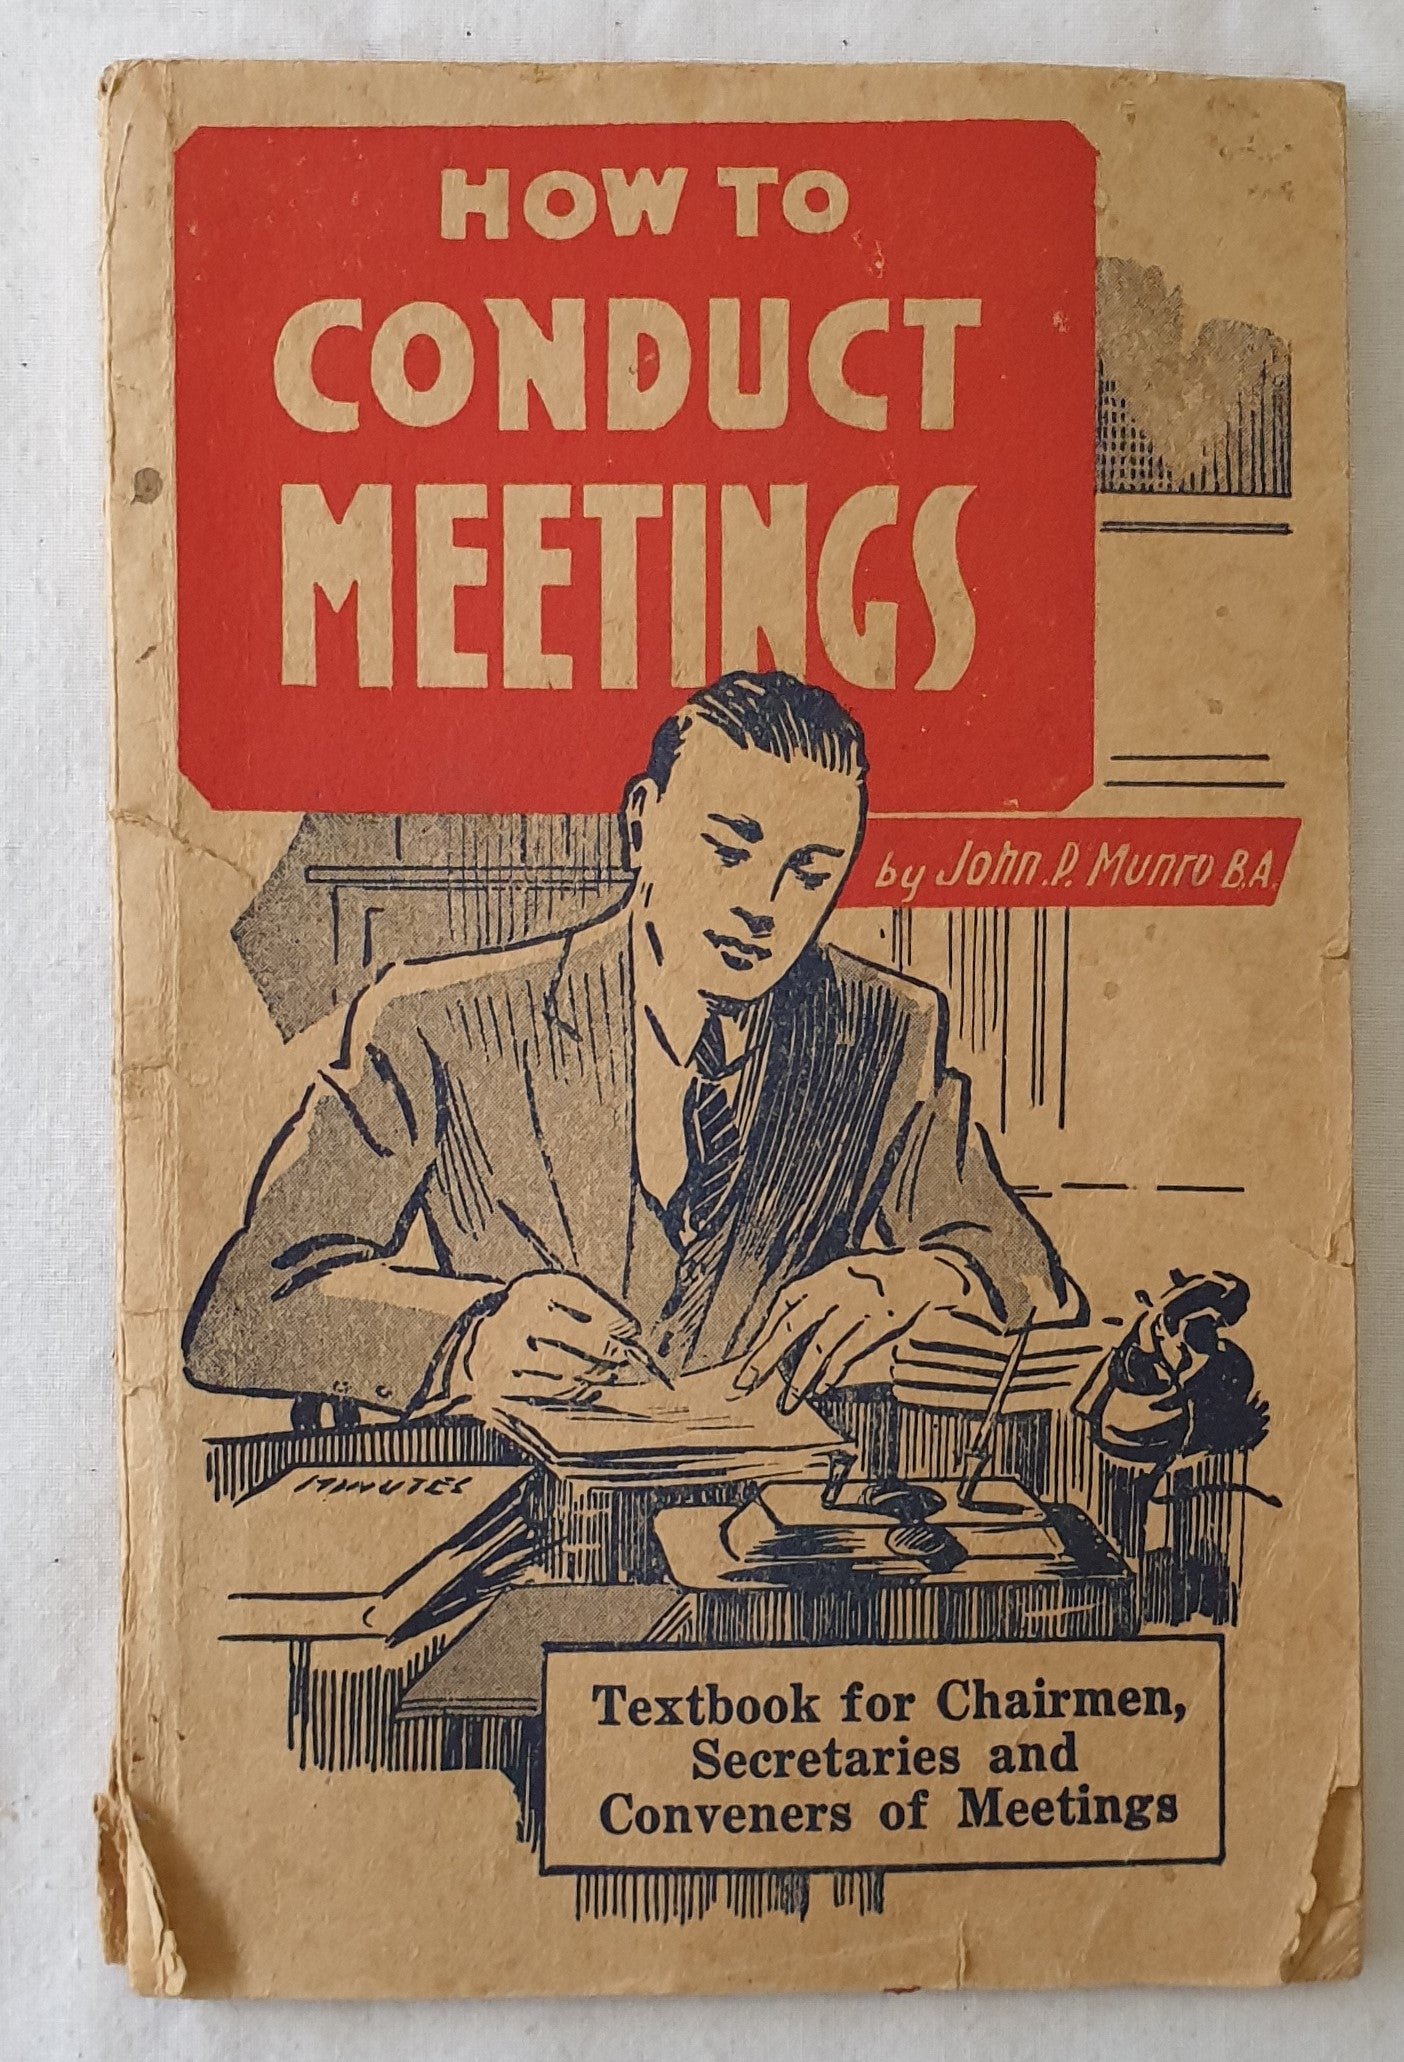 HOW TO
CONDUCT
MEETINGS
by John.P. Munro B.A.
MINUTES
Textbook for Chairmen,
Secretaries and
Conveners of Meetings